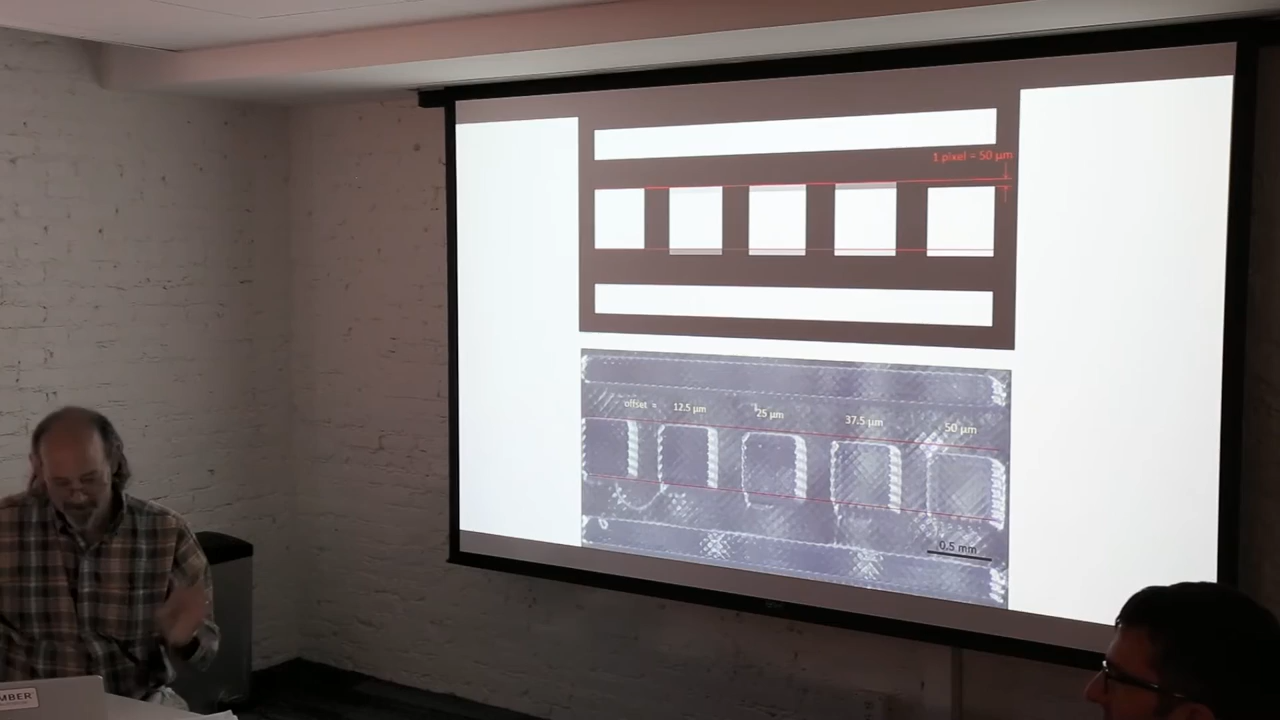 1 pixel = 50 µm
offset = 12.5 µm 25 µm 37.5 µm 50 µm
0.5 mm
MBER